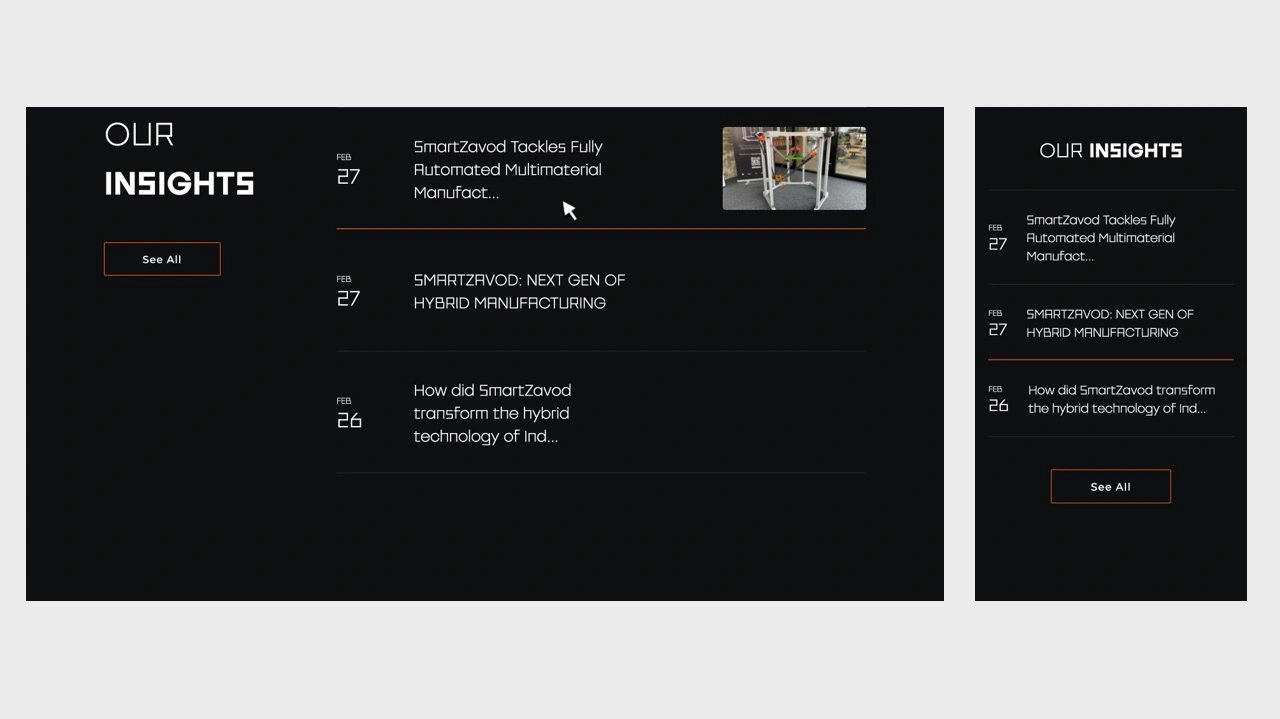 OUR
INSIGHTS
See All
FEB
27
SmartZavod Tackles Fully
Automated Multimaterial
Manufact...
FEB
27
SMARTZAVOD: NEXT GEN OF
HYBRID MANUFACTURING
FEB
26
How did SmartZavod
transform the hybrid
technology of Ind...
OUR INSIGHTS
FEB
27
SmartZavod Tackles Fully
Automated Multimaterial
Manufact...
FEB
27
SMARTZAVOD: NEXT GEN OF
HYBRID MANUFACTURING
FEB
26
How did SmartZavod transform
the hybrid technology of Ind...
See All